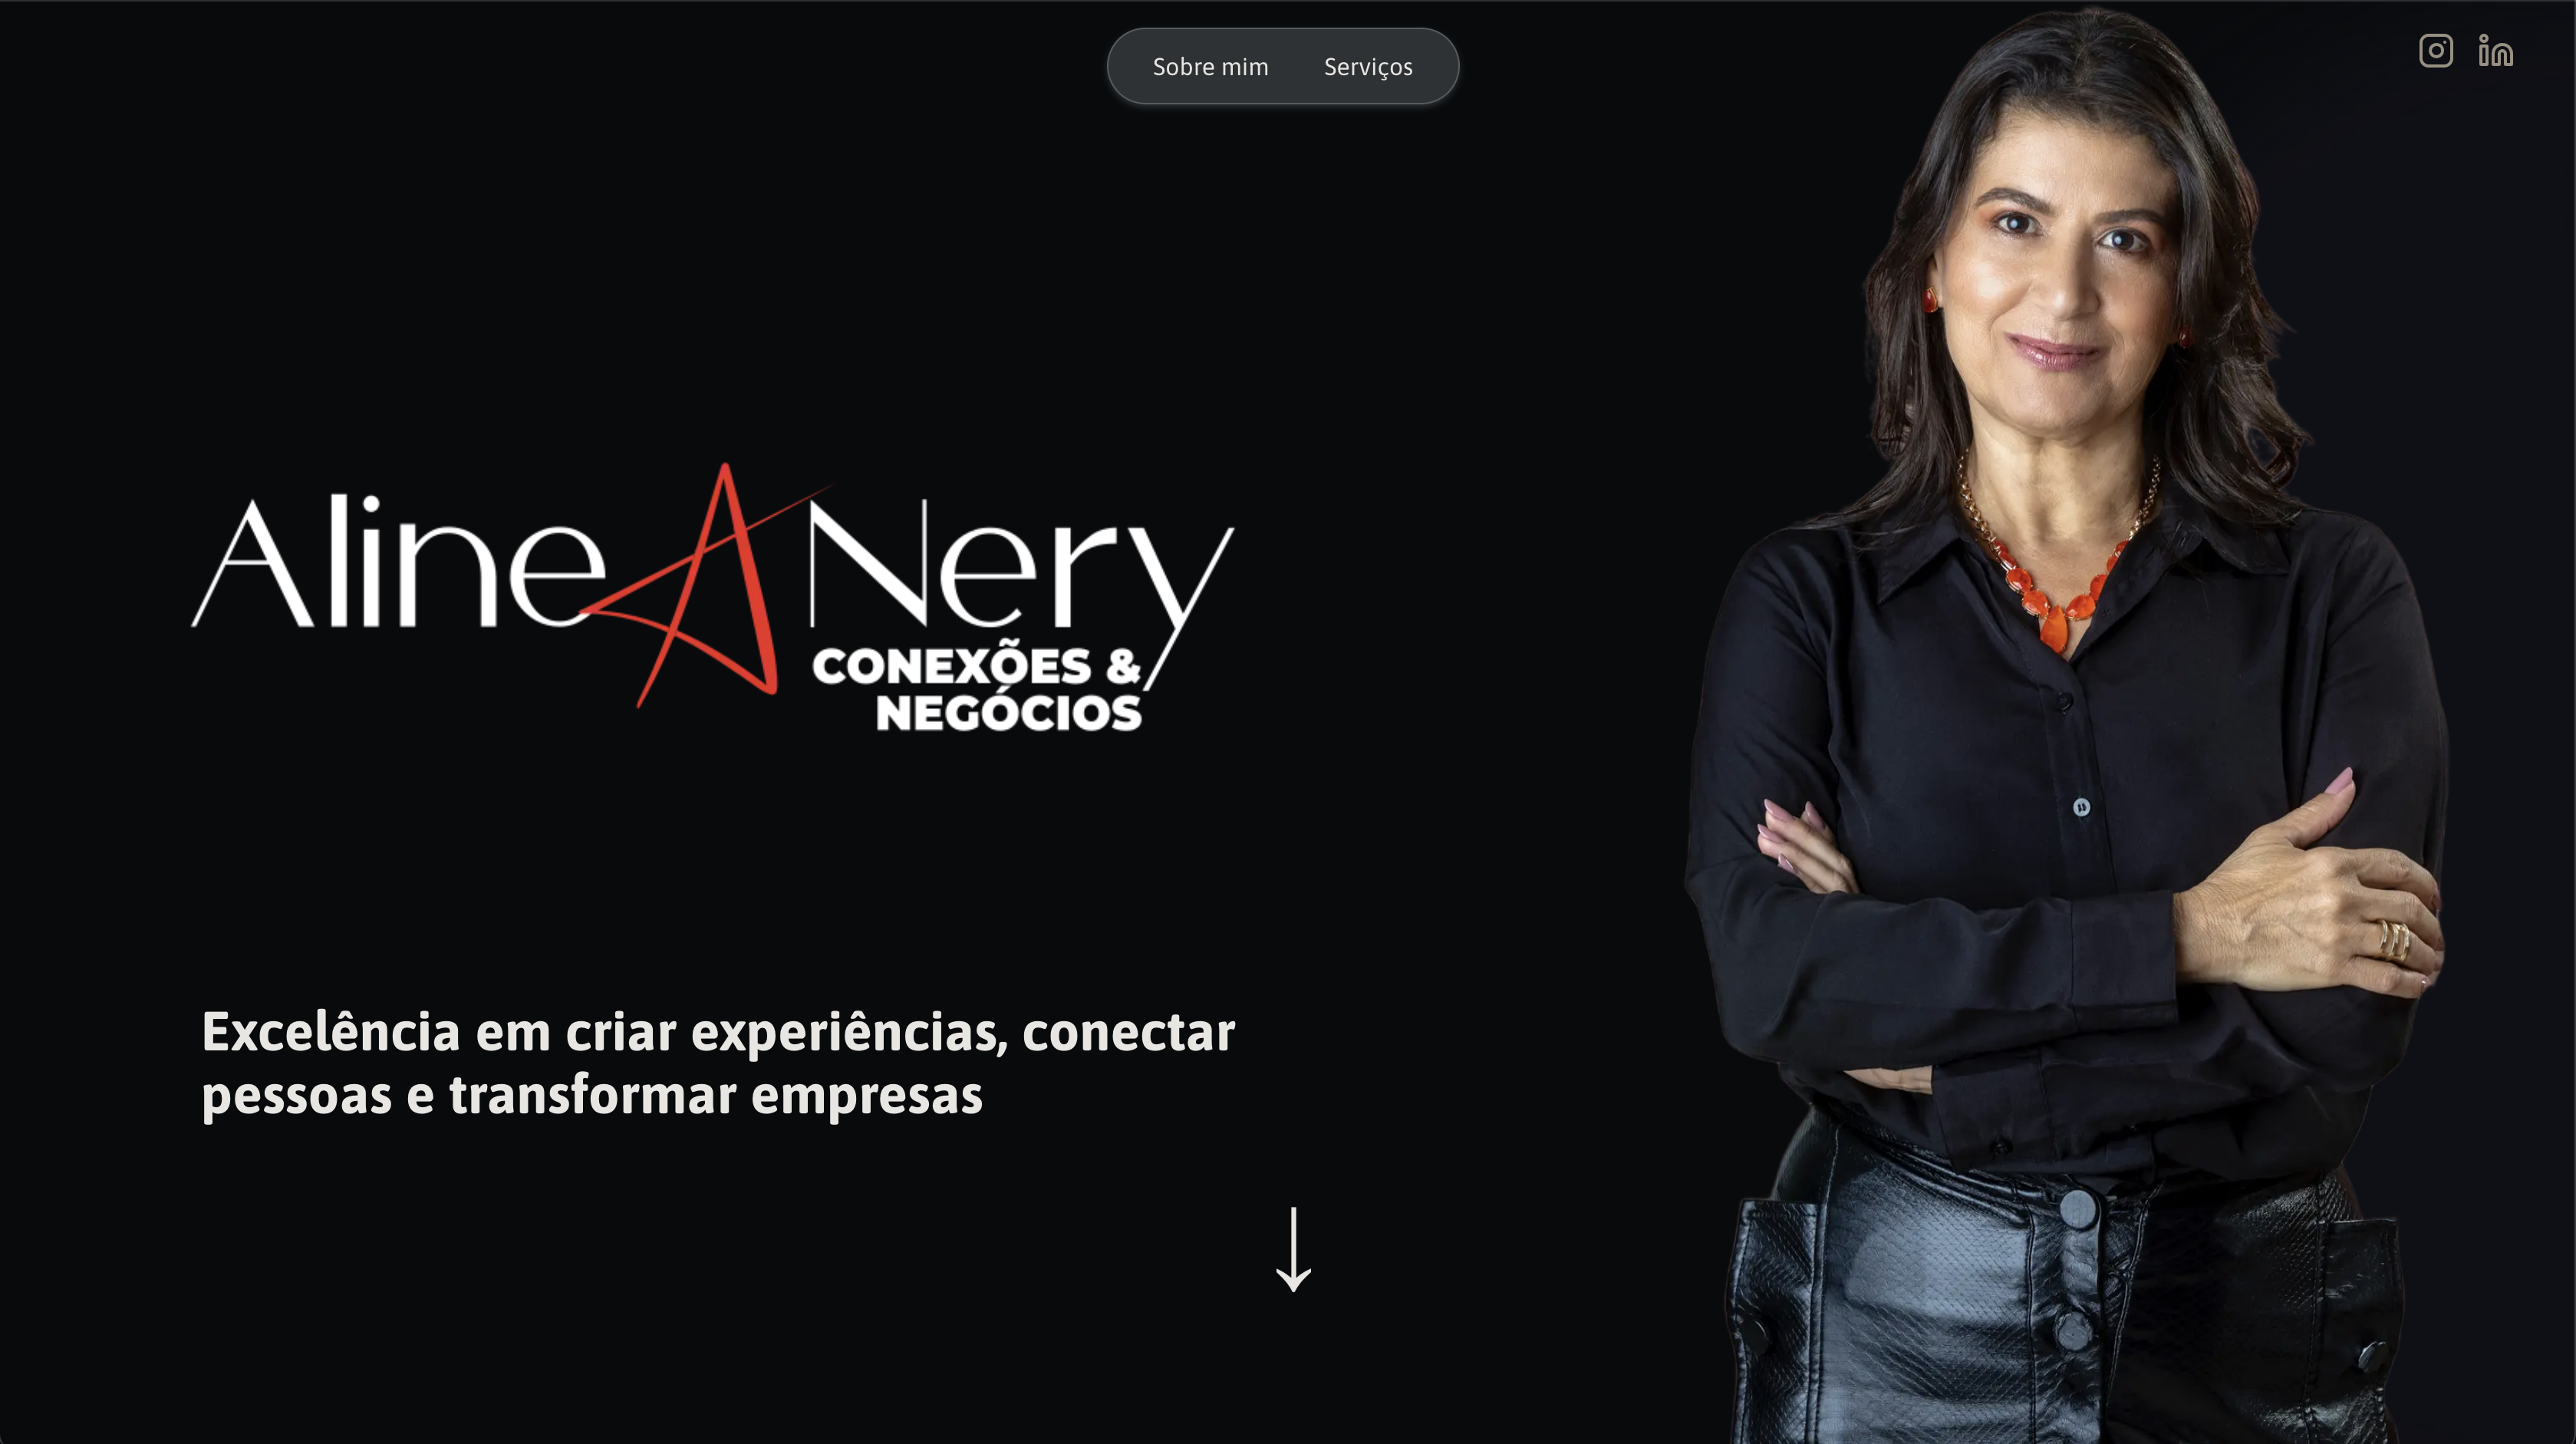 Sobre mim Serviços
Aline A Nery
CONEXÕES &
NEGÓCIOS
Excelência em criar experiências, conectar
pessoas e transformar empresas